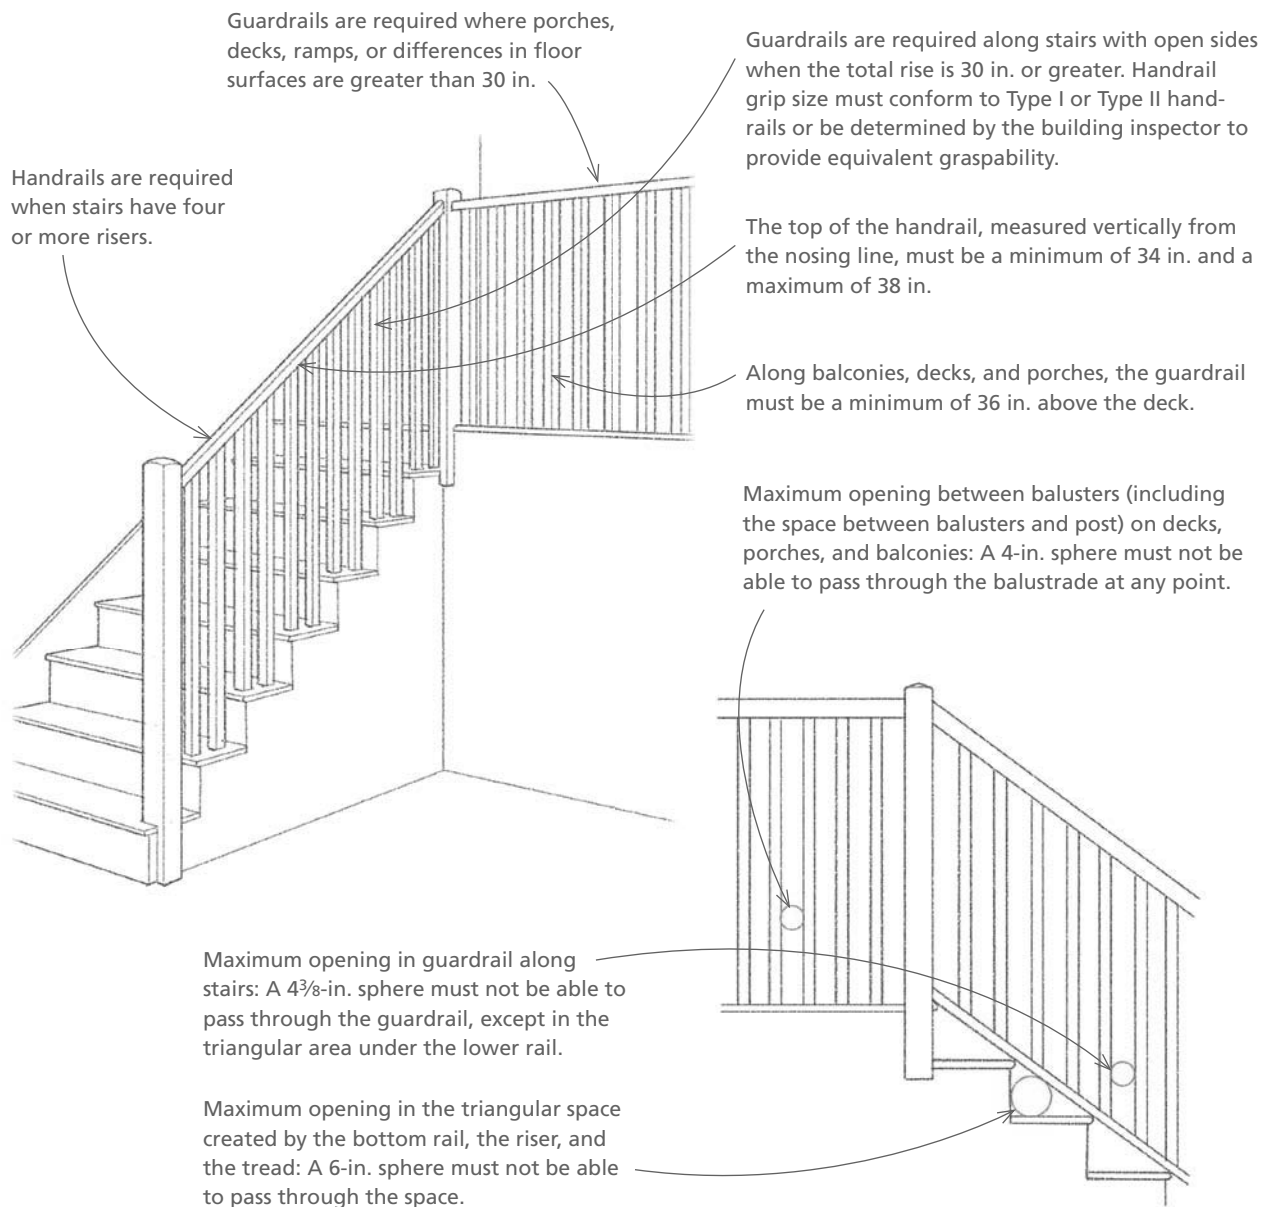 Guardrails are required where porches,
decks, ramps, or differences in floor
surfaces are greater than 30 in.
Guardrails are required along stairs with open sides
when the total rise is 30 in. or greater. Handrail
grip size must conform to Type I or Type II hand-
rails or be determined by the building inspector to
provide equivalent graspability.
Handrails are required
when stairs have four
or more risers.
The top of the handrail, measured vertically from
the nosing line, must be a minimum of 34 in. and a
maximum of 38 in.
Along balconies, decks, and porches, the guardrail
must be a minimum of 36 in. above the deck.
Maximum opening between balusters (including
the space between balusters and post) on decks,
porches, and balconies: A 4-in. sphere must not be
able to pass through the balustrade at any point.
Maximum opening in guardrail along
stairs: A 4⅜-in. sphere must not be able to
pass through the guardrail, except in the
triangular area under the lower rail.
Maximum opening in the triangular space
created by the bottom rail, the riser, and
the tread: A 6-in. sphere must not be able
to pass through the space.